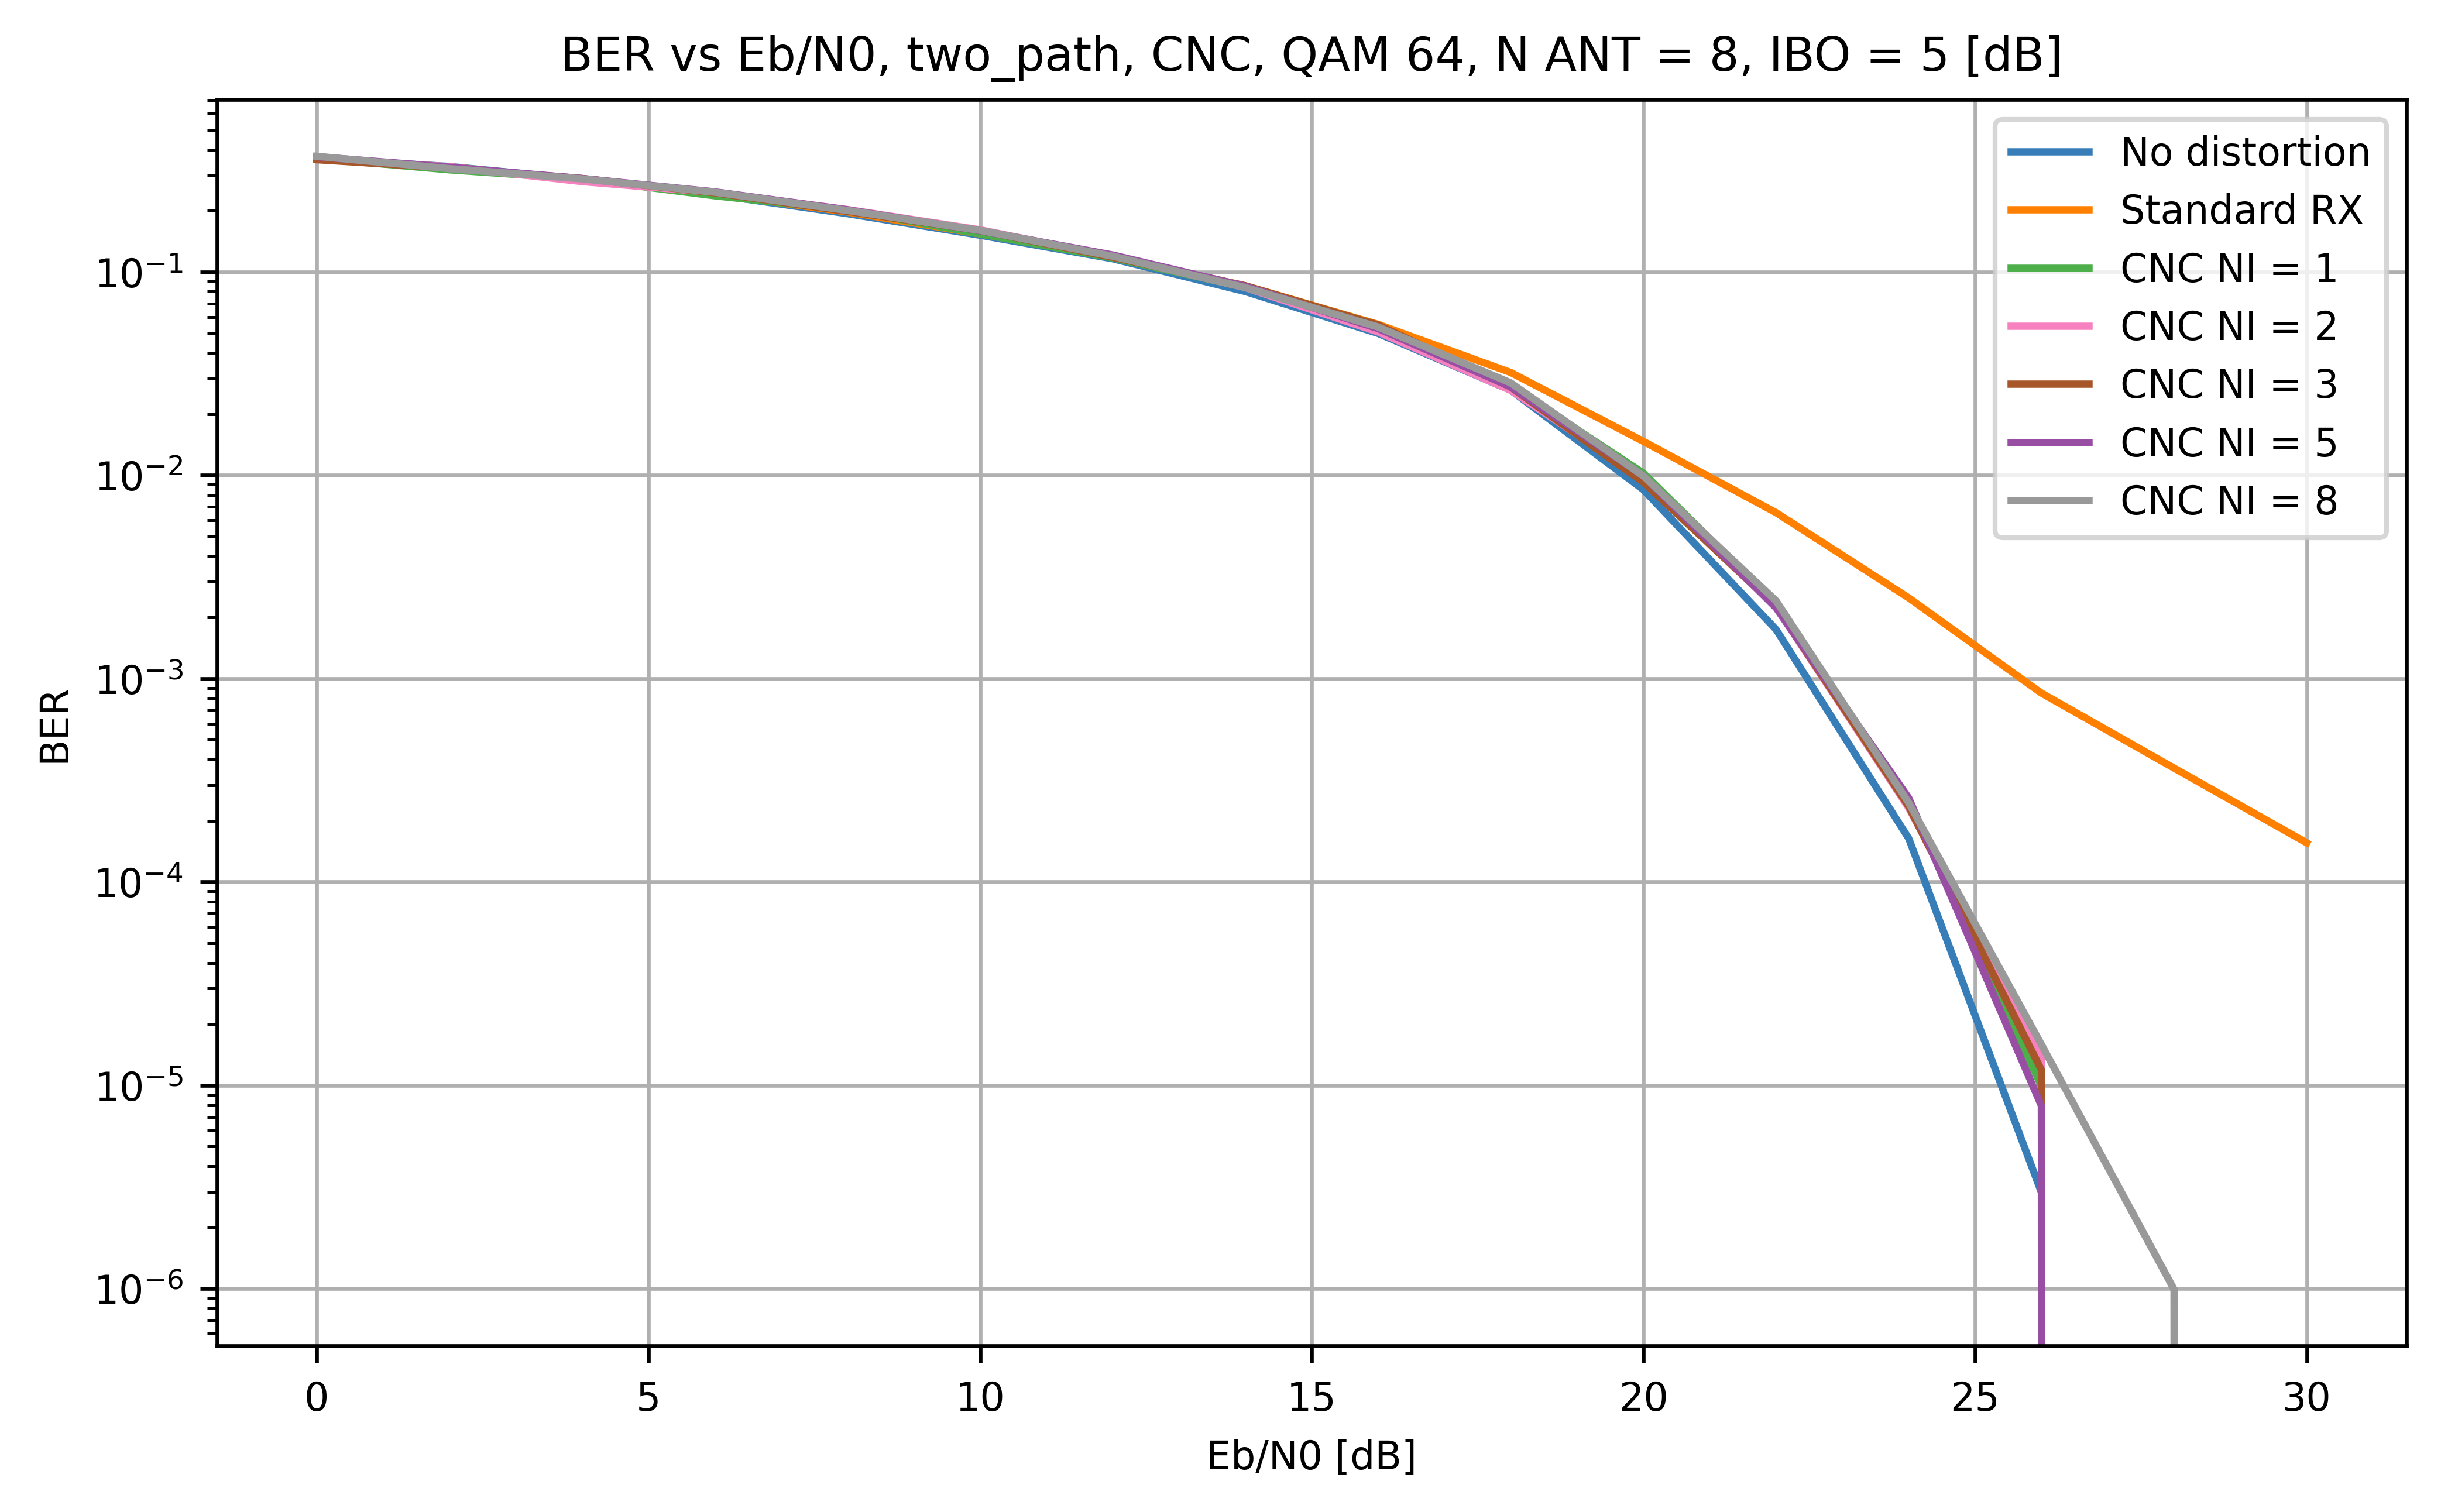 BER vs Eb/N0, two_path, CNC, QAM 64, N ANT = 8, IBO = 5 [dB]
No distortion
Standard RX
CNC NI = 1
CNC NI = 2
CNC NI = 3
CNC NI = 5
CNC NI = 8
10⁻¹
10⁻²
10⁻³
10⁻⁴
10⁻⁵
10⁻⁶
BER
0 5 10 15 20 25 30
Eb/N0 [dB]